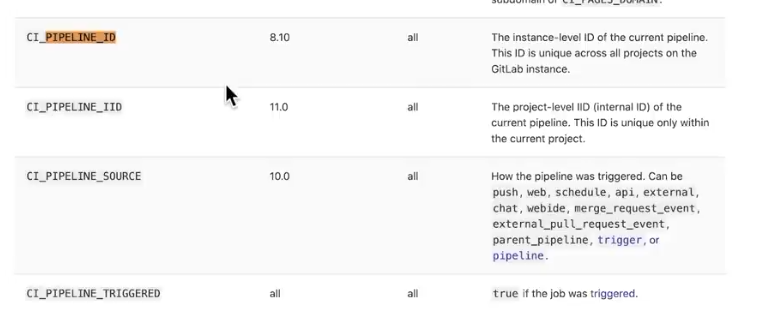 subdomain of CI_PAGES_DOMAIN.
CI_PIPELINE_ID 8.10 all The instance-level ID of the current pipeline.
This ID is unique across all projects on the
GitLab instance.
CI_PIPELINE_IID 11.0 all The project-level IID (internal ID) of the
current pipeline. This ID is unique only within
the current project.
CI_PIPELINE_SOURCE 10.0 all How the pipeline was triggered. Can be
push, web, schedule, api, external,
chat, webide, merge_request_event,
external_pull_request_event,
parent_pipeline, trigger, or
pipeline.
CI_PIPELINE_TRIGGERED all all true if the job was triggered.